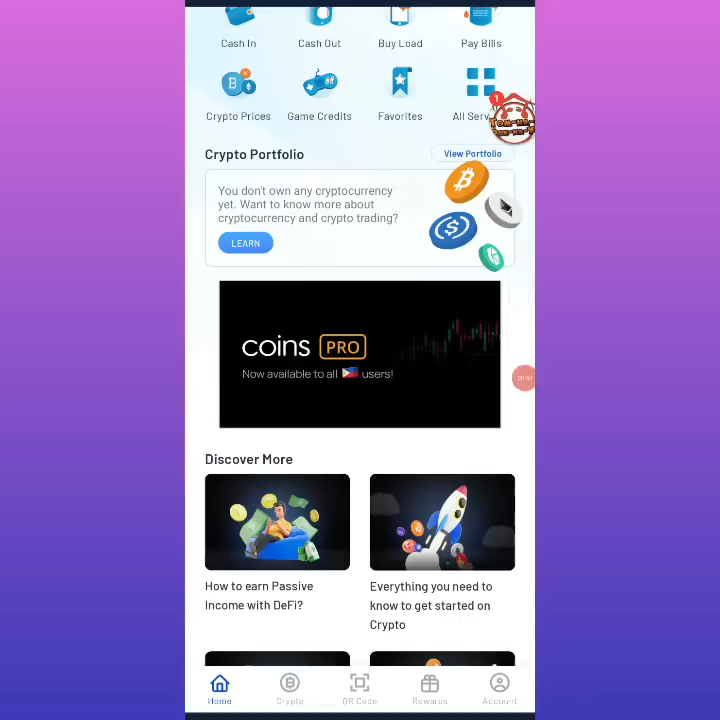 Cash In
Cash Out
Buy Load
Pay Bills
Crypto Prices
Game Credits
Favorites
All
1
Crypto Portfolio
View Portfolio
You don't own any cryptocurrency
yet. Want to know more about
cryptocurrency and crypto trading?
LEARN
coins PRO
Now available to all users!
Discover More
How to earn Passive
Income with DeFi?
Everything you need to
know to get started on
Crypto
Home
Crypto
QR Code
Rewards
Account